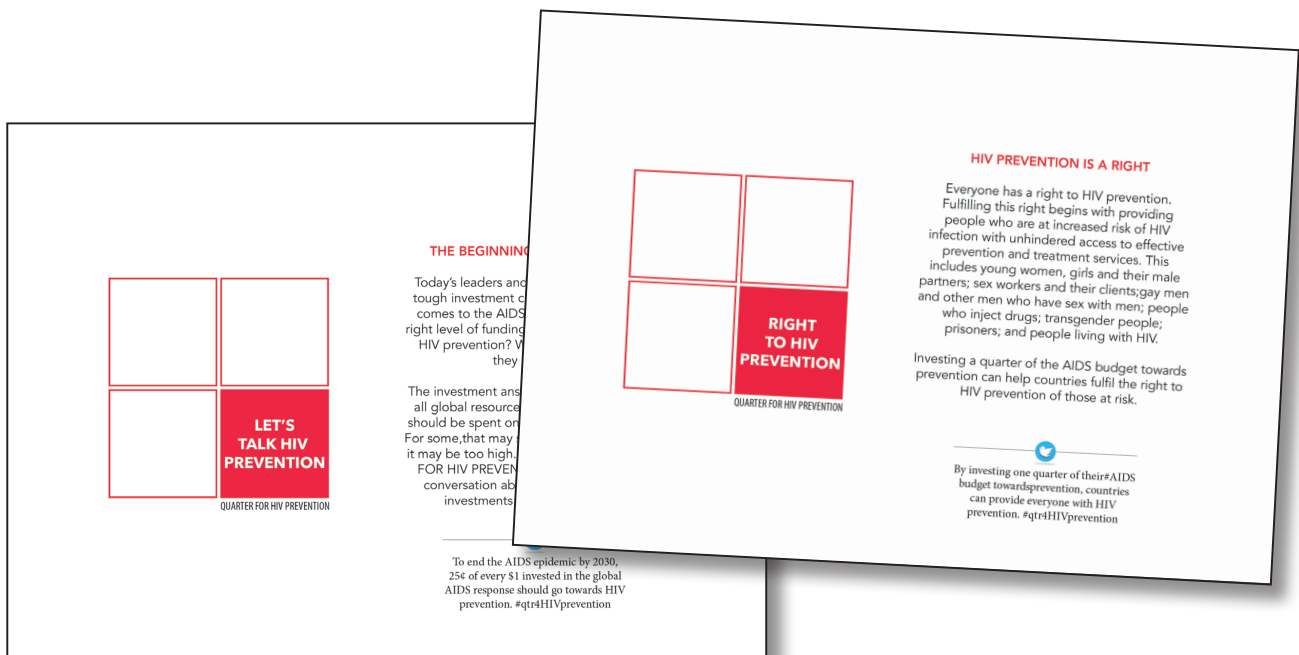 THE BEGINNING
Today's leaders and
tough investment
comes to the AIDS
right level of funding
HIV prevention?
they
The investment
all global
should be spent on
For some,that may
it may be too high.
FOR HIV
conversation
investments
LET'S
TALK HIV
PREVENTION
QUARTER FOR HIV PREVENTION
To end the AIDS epidemic by 2030,
25¢ of every $1 invested in the global
AIDS response should go towards HIV
prevention. #qtr4HIVprevention
HIV PREVENTION IS A RIGHT
Everyone has a right to HIV prevention.
Fulfilling this right begins with providing
people who are at increased risk of HIV
infection with unhindered access to effective
prevention and treatment services. This
includes young women, girls and their male
partners; sex workers and their clients;gay men
and other men who have sex with men; people
who inject drugs; transgender people;
prisoners; and people living with HIV.
Investing a quarter of the AIDS budget towards
prevention can help countries fulfil the right to
HIV prevention of those at risk.
RIGHT
TO HIV
PREVENTION
QUARTER FOR HIV PREVENTION
By investing one quarter of their#AIDS
budget towardsprevention, countries
can provide everyone with HIV
prevention. #qtr4HIVprevention